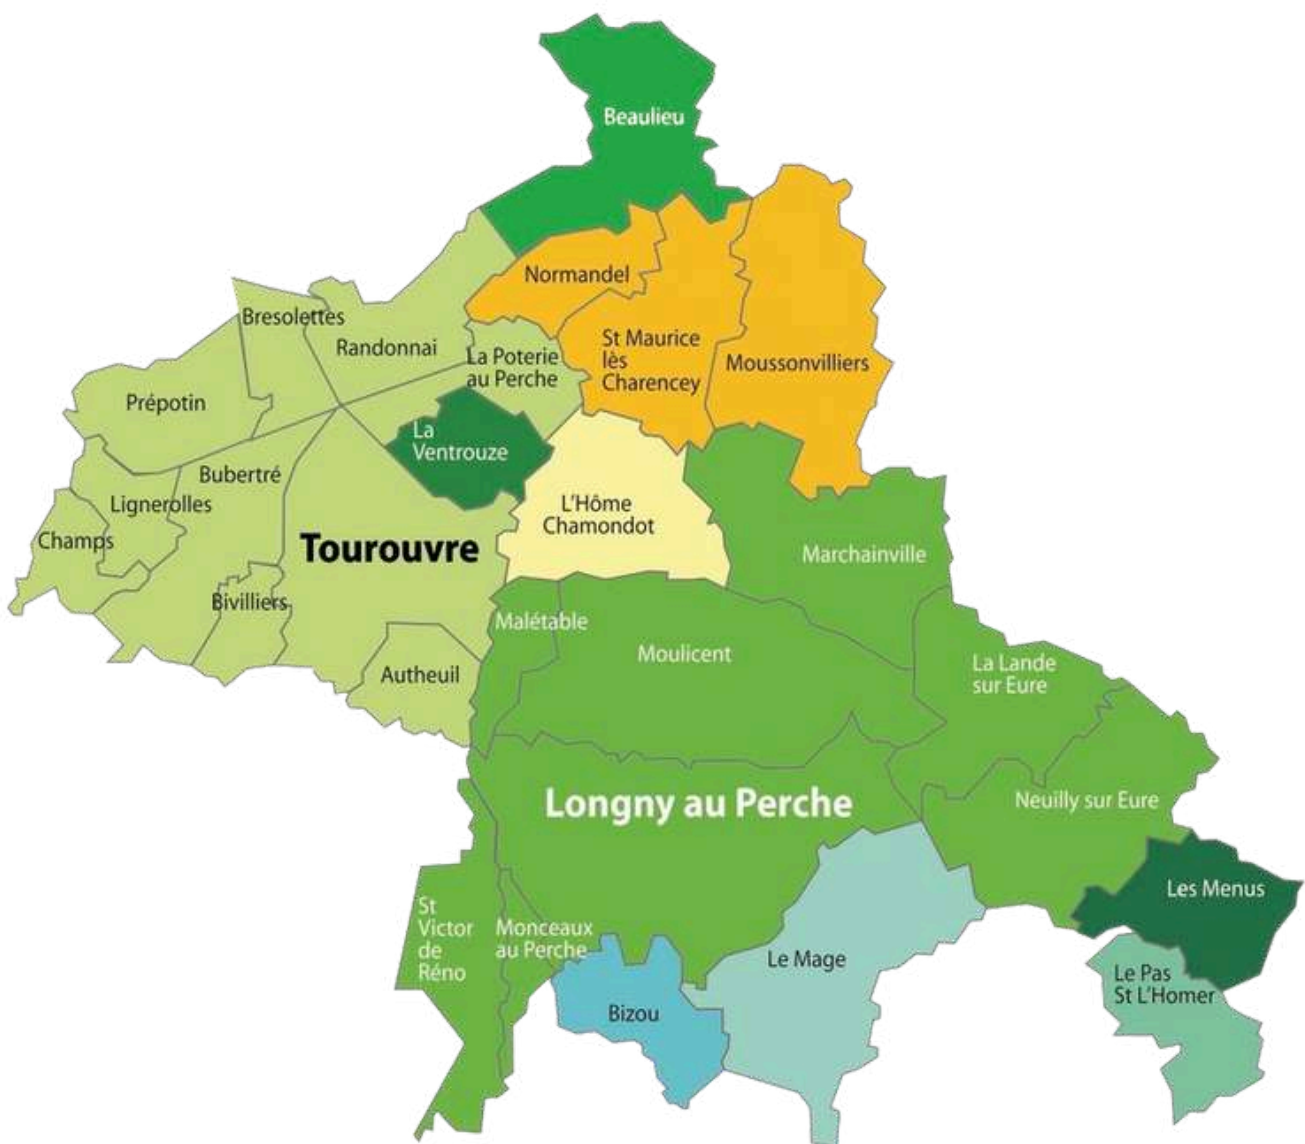 Beaulieu
Normandel
Bresolettes
Randonnai
St Maurice
lès
Charencey
La Poterie
au Perche
Moussonvilliers
Prépotin
La
Ventrouze
Bubertré
Lignerolles
L'Hôme
Chamondot
Champs
Tourouvre
Marchainville
Bivilliers
Malétable
Moulicent
Autheuil
La Lande
sur Eure
Longny au Perche
Neuilly sur Eure
Les Menus
St
Victor
de
Réno
Monceaux
au Perche
Le Mage
Le Pas
St L'Homer
Bizou